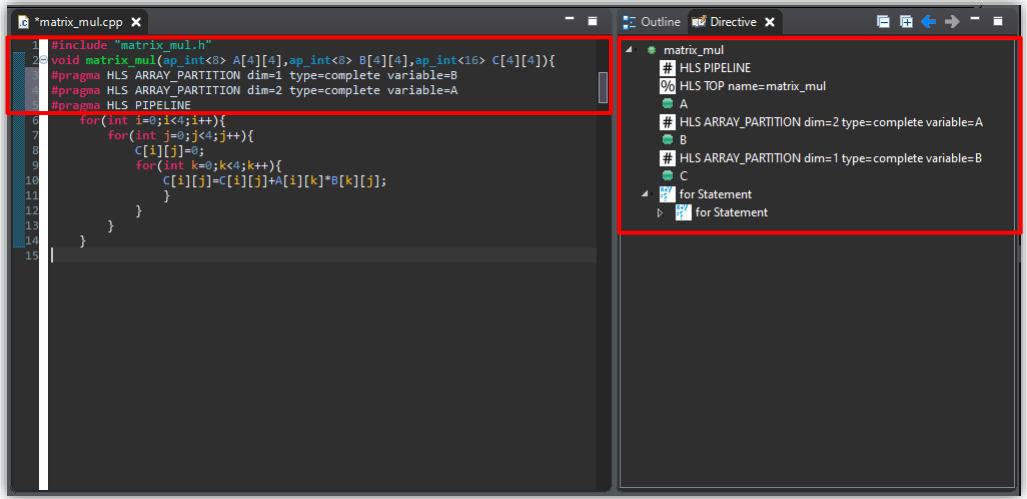 *matrix_mul.cpp
1 #include "matrix_mul.h"
2 void matrix_mul(ap_int<8> A[4][4],ap_int<8> B[4][4],ap_int<16> C[4][4]){
3 #pragma HLS ARRAY_PARTITION dim=1 type=complete variable=B
4 #pragma HLS ARRAY_PARTITION dim=2 type=complete variable=A
5 #pragma HLS PIPELINE
6 for(int i=0;i<4;i++){
7 for(int j=0;j<4;j++){
8 C[i][j]=0;
9 for(int k=0;k<4;k++){
10 C[i][j]=C[i][j]+A[i][k]*B[k][j];
11 }
12 }
13 }
14 }
15
Outline Directive
matrix_mul
# HLS PIPELINE
% HLS TOP name=matrix_mul
A
# HLS ARRAY_PARTITION dim=2 type=complete variable=A
B
# HLS ARRAY_PARTITION dim=1 type=complete variable=B
C
for Statement
for Statement